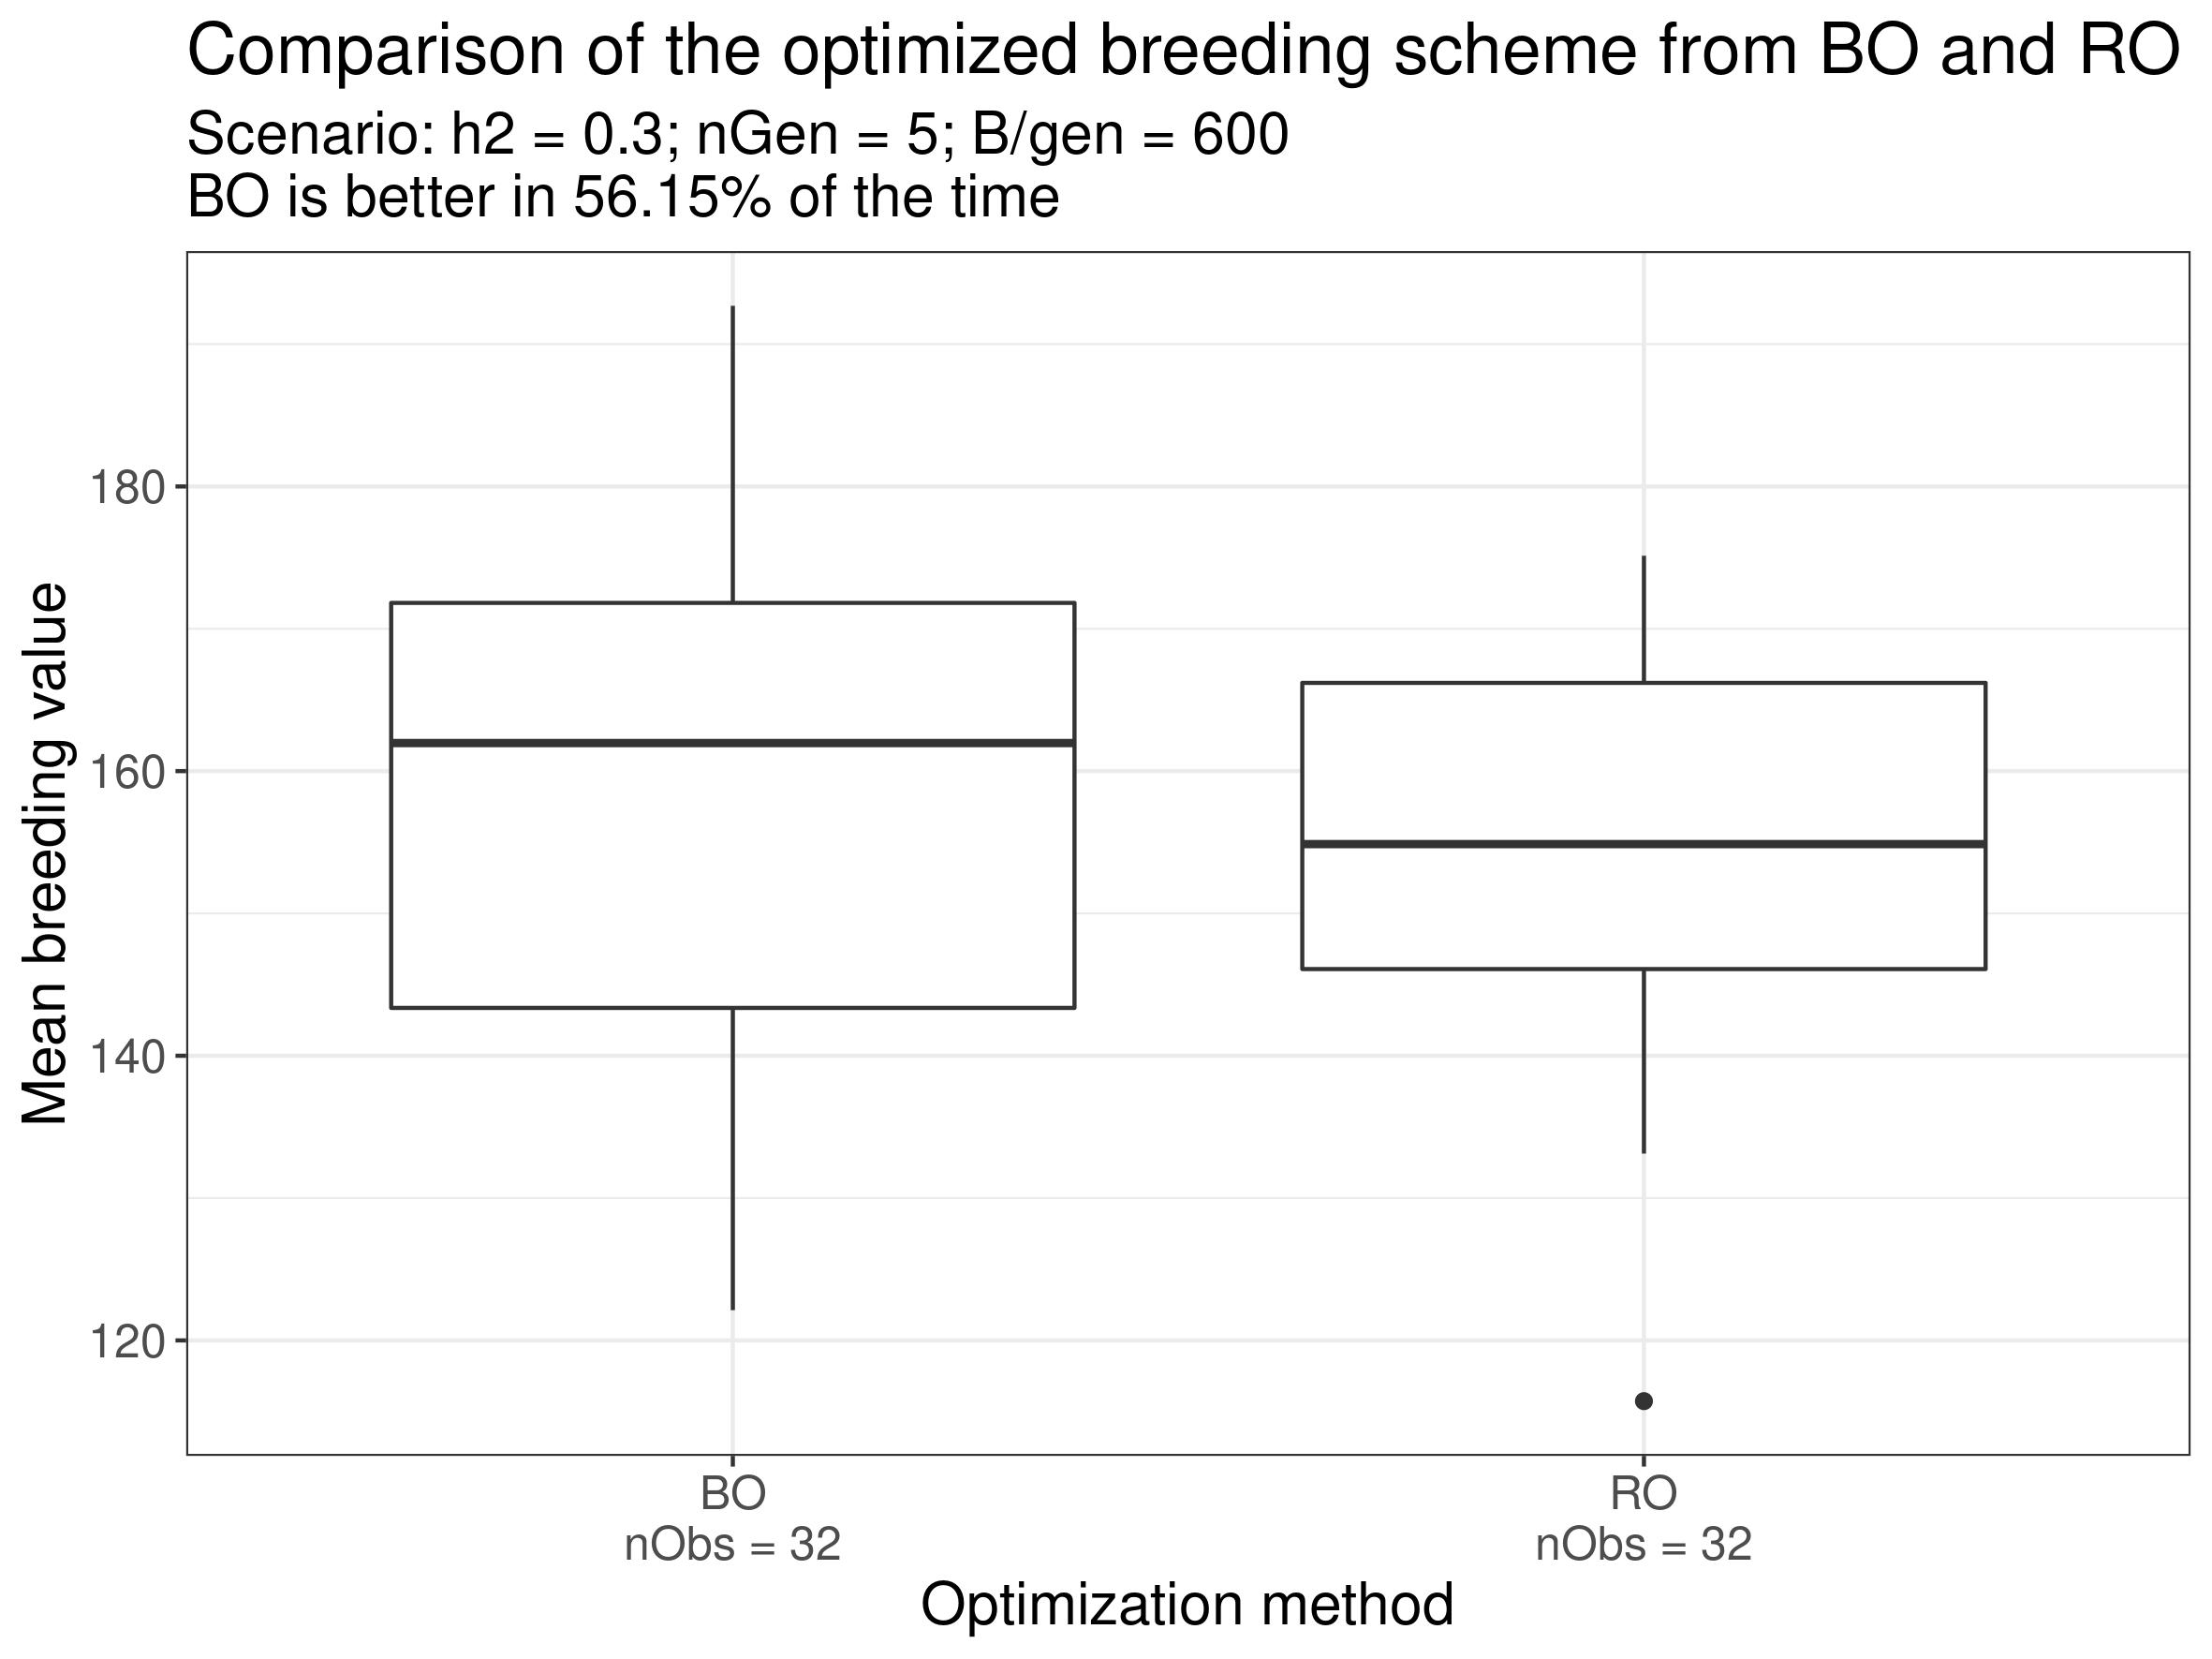 Comparison of the optimized breeding scheme from BO and RO
Scenario: h2 = 0.3; nGen = 5; B/gen = 600
BO is better in 56.15% of the time
Mean breeding value
180
160
140
120
BO
nObs = 32
RO
nObs = 32
Optimization method